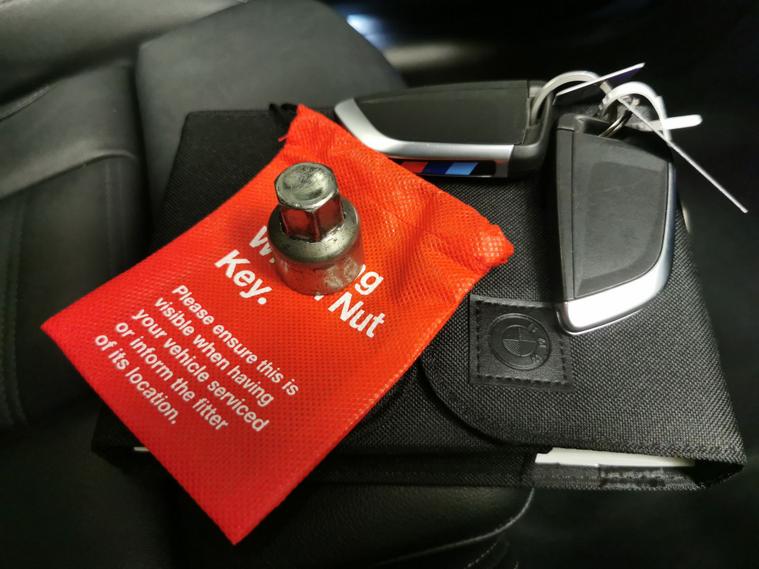 Nut
Key.
Please ensure this is
visible when having
your vehicle serviced
or inform the fitter
of its location.